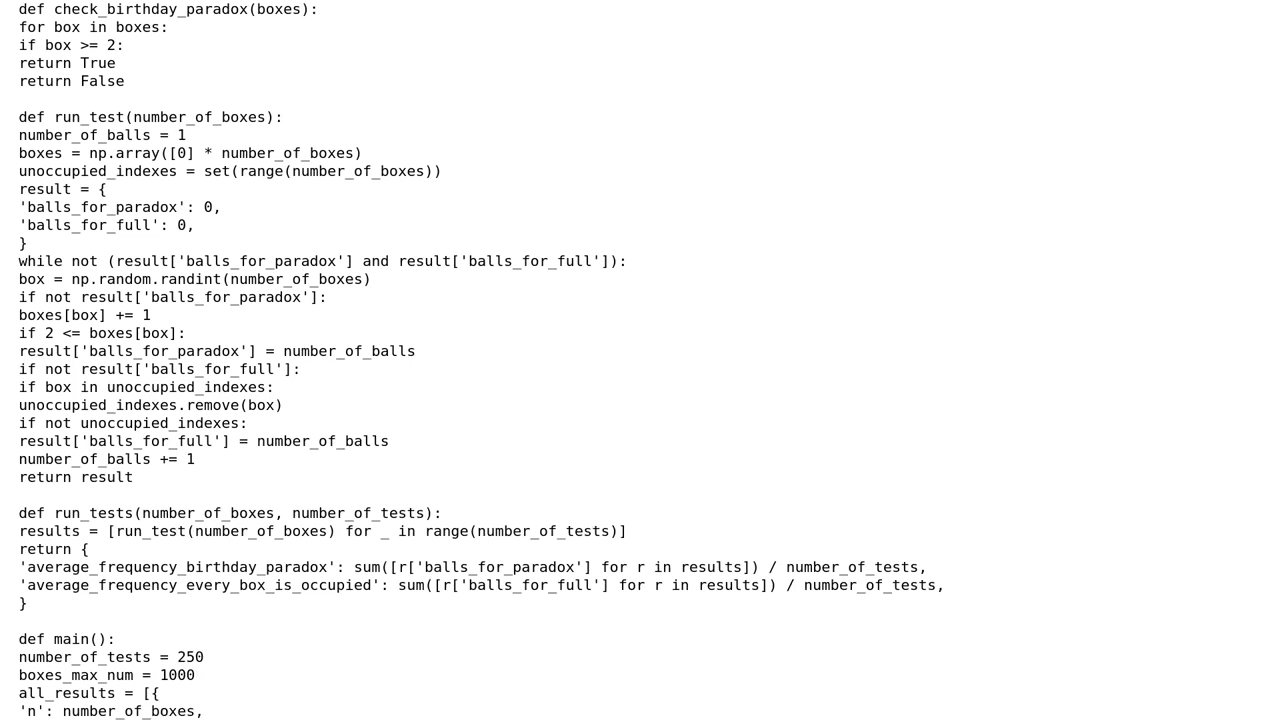 def check_birthday_paradox(boxes):
for box in boxes:
if box >= 2:
return True
return False

def run_test(number_of_boxes):
number_of_balls = 1
boxes = np.array([0] * number_of_boxes)
unoccupied_indexes = set(range(number_of_boxes))
result = {
'balls_for_paradox': 0,
'balls_for_full': 0,
}
while not (result['balls_for_paradox'] and result['balls_for_full']):
box = np.random.randint(number_of_boxes)
if not result['balls_for_paradox']:
boxes[box] += 1
if 2 <= boxes[box]:
result['balls_for_paradox'] = number_of_balls
if not result['balls_for_full']:
if box in unoccupied_indexes:
unoccupied_indexes.remove(box)
if not unoccupied_indexes:
result['balls_for_full'] = number_of_balls
number_of_balls += 1
return result

def run_tests(number_of_boxes, number_of_tests):
results = [run_test(number_of_boxes) for _ in range(number_of_tests)]
return {
'average_frequency_birthday_paradox': sum([r['balls_for_paradox'] for r in results]) / number_of_tests,
'average_frequency_every_box_is_occupied': sum([r['balls_for_full'] for r in results]) / number_of_tests,
}

def main():
number_of_tests = 250
boxes_max_num = 1000
all_results = [{
'n': number_of_boxes,